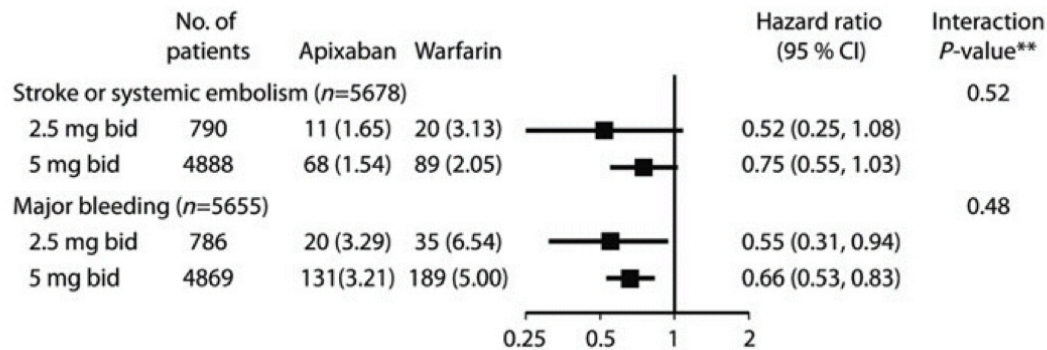 No. of patients Apixaban Warfarin Hazard ratio (95 % CI) Interaction P-value**
Stroke or systemic embolism (n=5678) 0.52
2.5 mg bid 790 11 (1.65) 20 (3.13) 0.52 (0.25, 1.08)
5 mg bid 4888 68 (1.54) 89 (2.05) 0.75 (0.55, 1.03)
Major bleeding (n=5655) 0.48
2.5 mg bid 786 20 (3.29) 35 (6.54) 0.55 (0.31, 0.94)
5 mg bid 4869 131(3.21) 189 (5.00) 0.66 (0.53, 0.83)
0.25 0.5 1 2